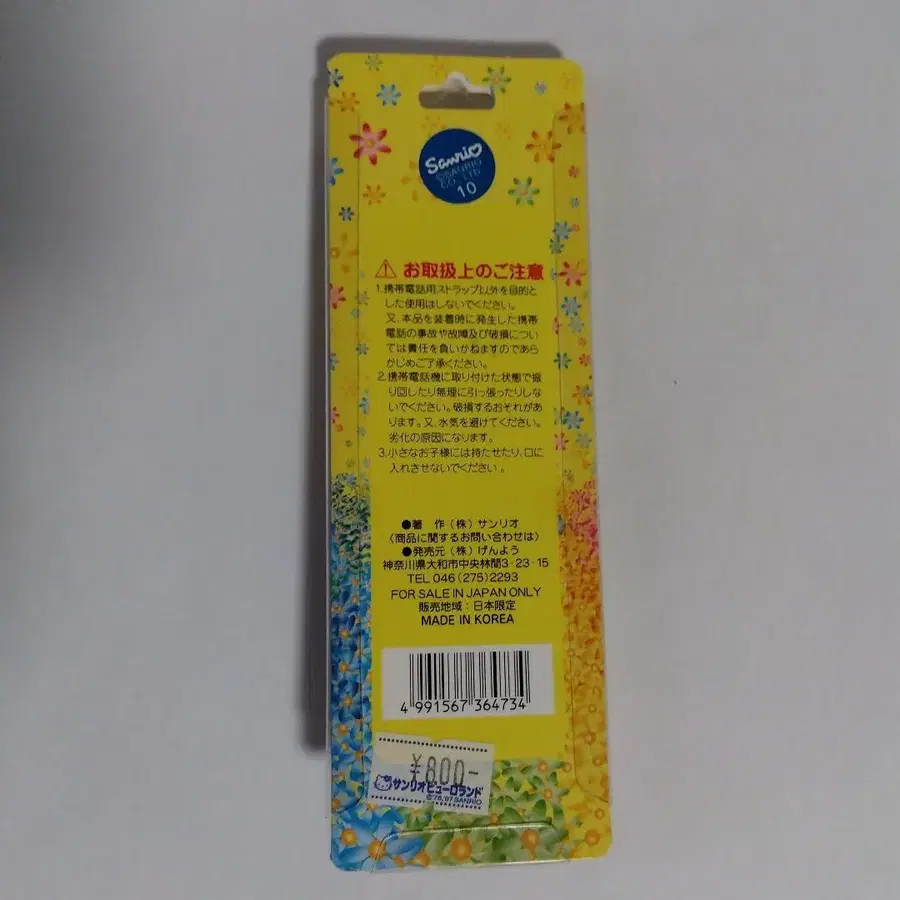 Sanrio
©SANRIO
CO., LTD.
10
⚠ お取扱上のご注意
1.携帯電話用ストラップ以外を目的と
した使用はしないでください。
又、本品を装着時に発生した携帯
電話の事故や故障及び破損につい
ては責任を負いかねますのであら
かじめご了承ください。
2.携帯電話機に取り付けた状態で振
り回したり無理に引っ張ったりしな
いでください。破損するおそれがあ
ります。又、水気を避けてください。
劣化の原因になります。
3.小さなお子様には持たせたり、口に
入れさせないでください。
●著 作（株）サンリオ
〈商品に関するお問い合わせは〉
●発売元（株）げんよう
神奈川県大和市中央林間3-23-15
TEL 046(275)2293
FOR SALE IN JAPAN ONLY
販売地域：日本限定
MADE IN KOREA
4 991567 364734
¥800-
サンリオピューロランド
©'76,'97 SANRIO